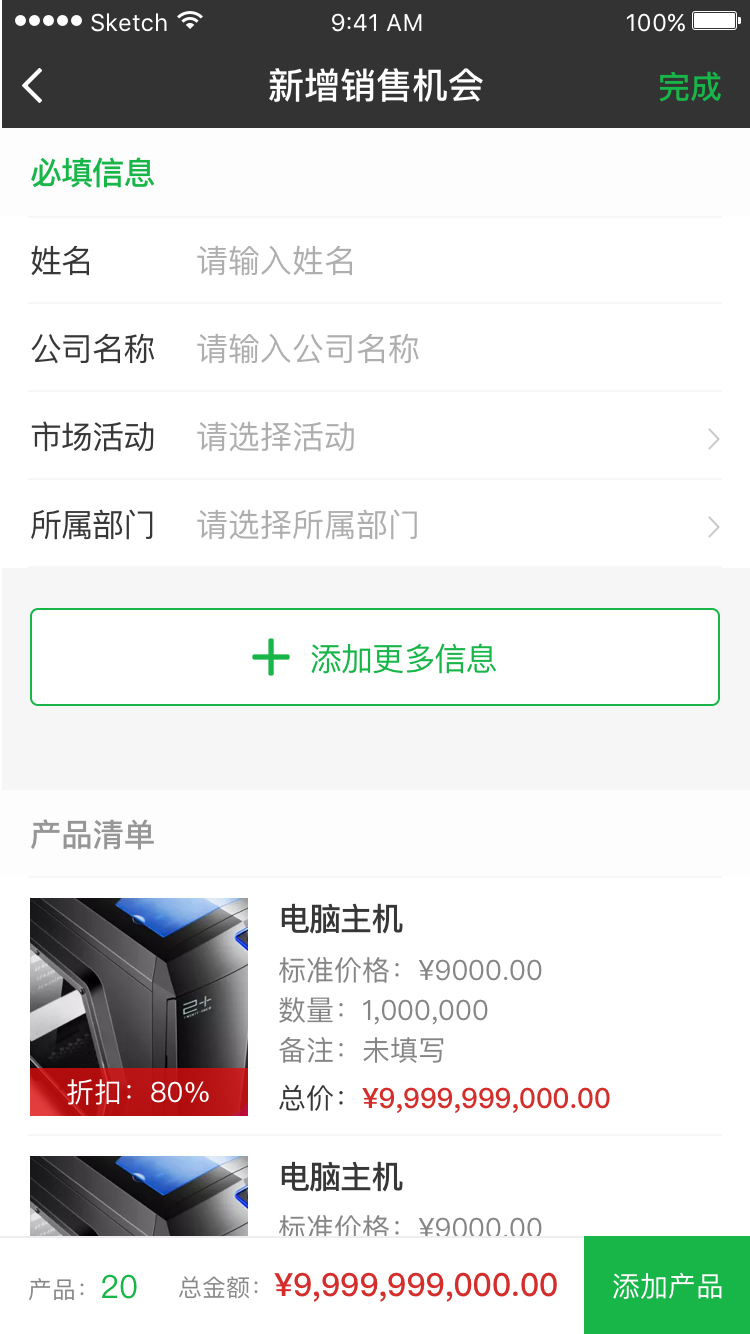 Sketch 9:41 AM 100%
新增销售机会 完成
必填信息
姓名 请输入姓名
公司名称 请输入公司名称
市场活动 请选择活动
所属部门 请选择所属部门
添加更多信息
产品清单
电脑主机
标准价格：¥9000.00
数量：1,000,000
备注：未填写
总价：¥9,999,999,000.00
2+
折扣：80%
电脑主机
标准价格：¥9000.00
产品：20 总金额：¥9,999,999,000.00 添加产品